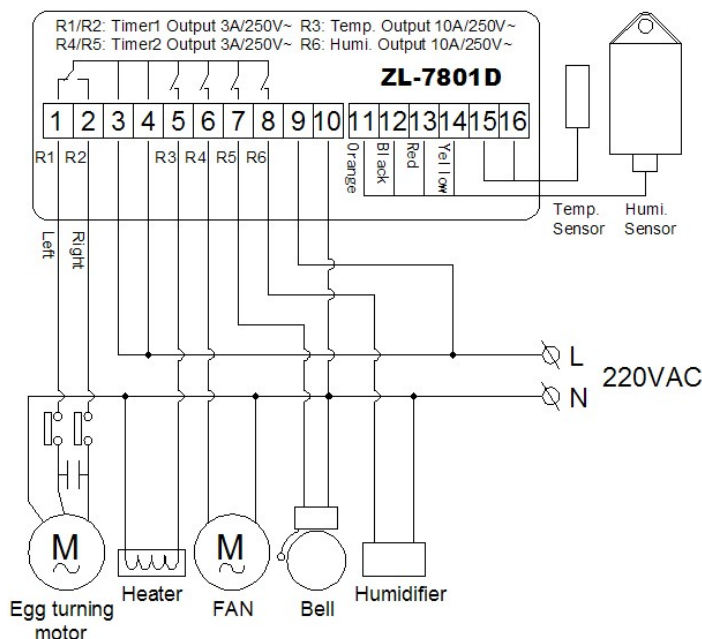 R1/R2: Timer1 Output 3A/250V~ R3: Temp. Output 10A/250V~
R4/R5: Timer2 Output 3A/250V~ R6: Humi. Output 10A/250V~
ZL-7801D
1 2 3 4 5 6 7 8 9 10 11 12 13 14 15 16
R1 R2 R3 R4 R5 R6
Orange
Black
Red
Yellow
Temp.
Sensor
Humi.
Sensor
Left
Right
L
N
220VAC
M
~
Egg turning
motor
Heater
M
~
FAN
Bell
Humidifier